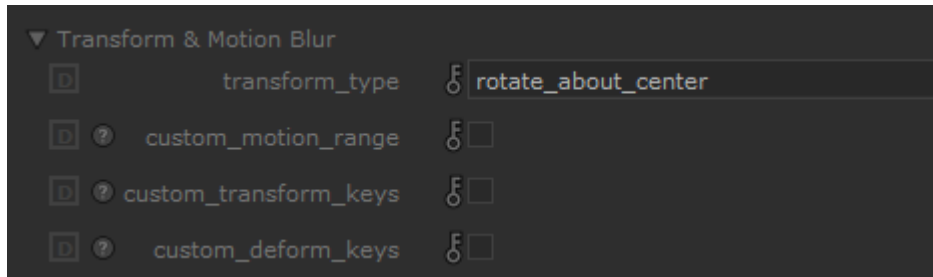 Transform & Motion Blur
D transform_type rotate_about_center
D ? custom_motion_range
D ? custom_transform_keys
D ? custom_deform_keys